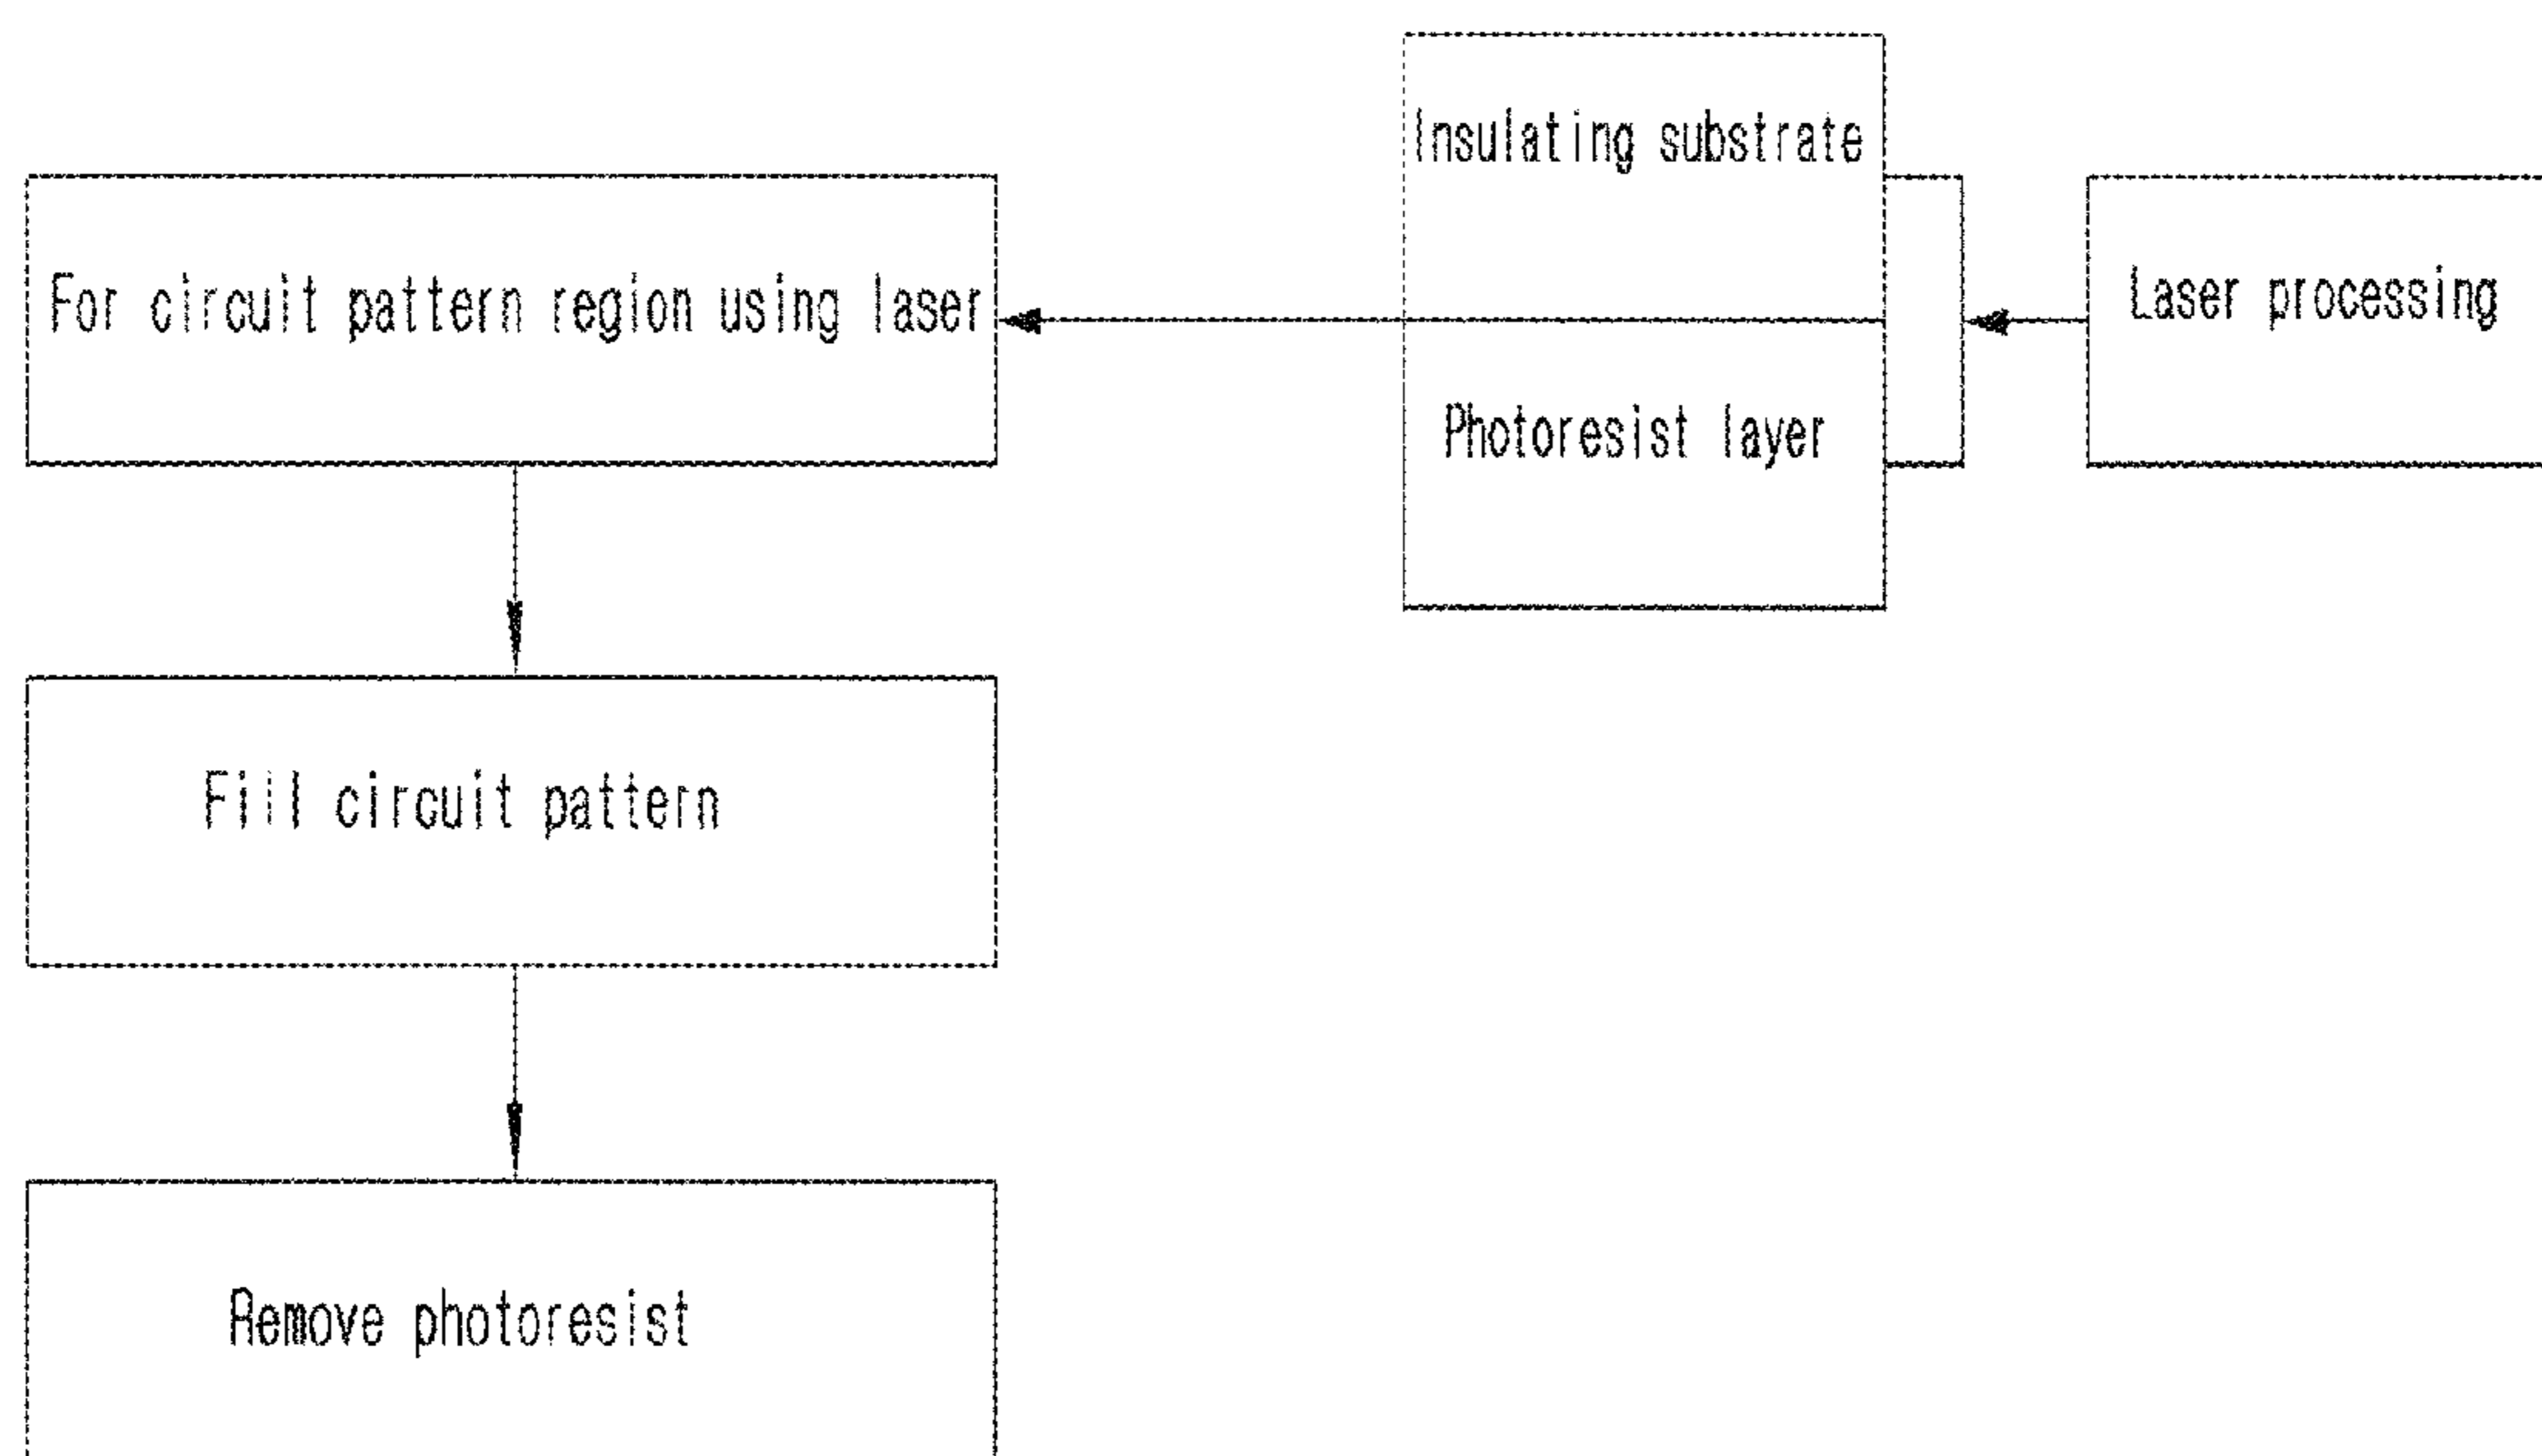 Insulating substrate
For circuit pattern region using laser
Laser processing
Photoresist layer
Fill circuit pattern
Remove photoresist